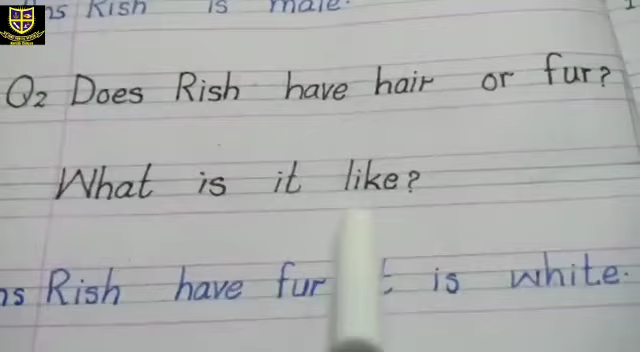 ns Rish is male.
Q2 Does Rish have hair or fur?
What is it like?
ns Rish have fur is white.